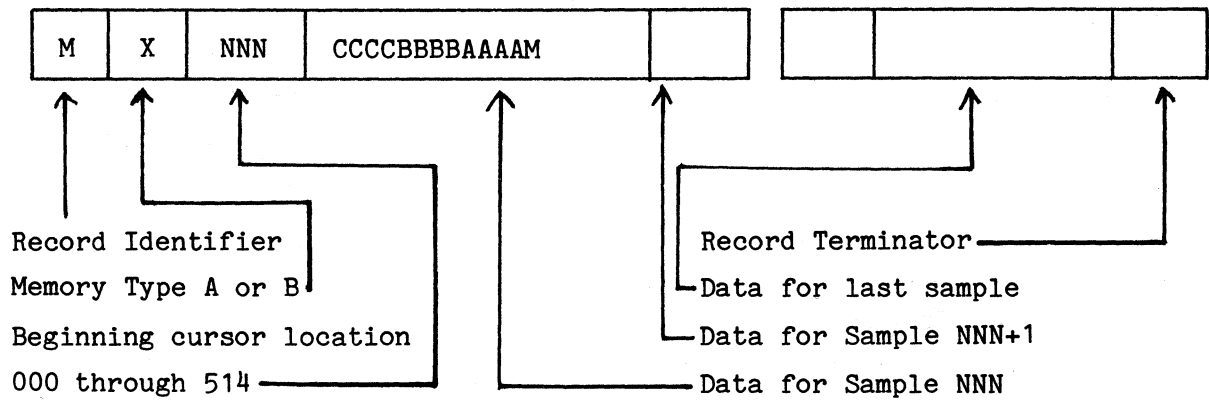 M X NNN CCCCBBBBAAAAM
Record Identifier
Memory Type A or B
Beginning cursor location
000 through 514
Record Terminator
Data for last sample
Data for Sample NNN+1
Data for Sample NNN